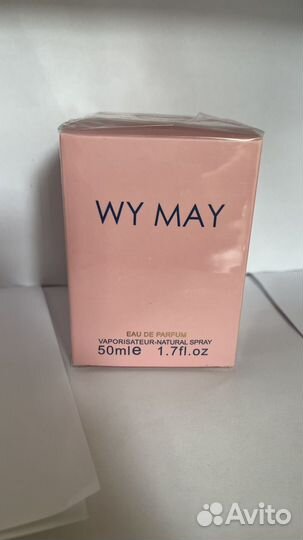 WY MAY
EAU DE PARFUM
VAPORISATEUR-NATURAL SPRAY
50ml℮ 1.7fl.oz
Avito